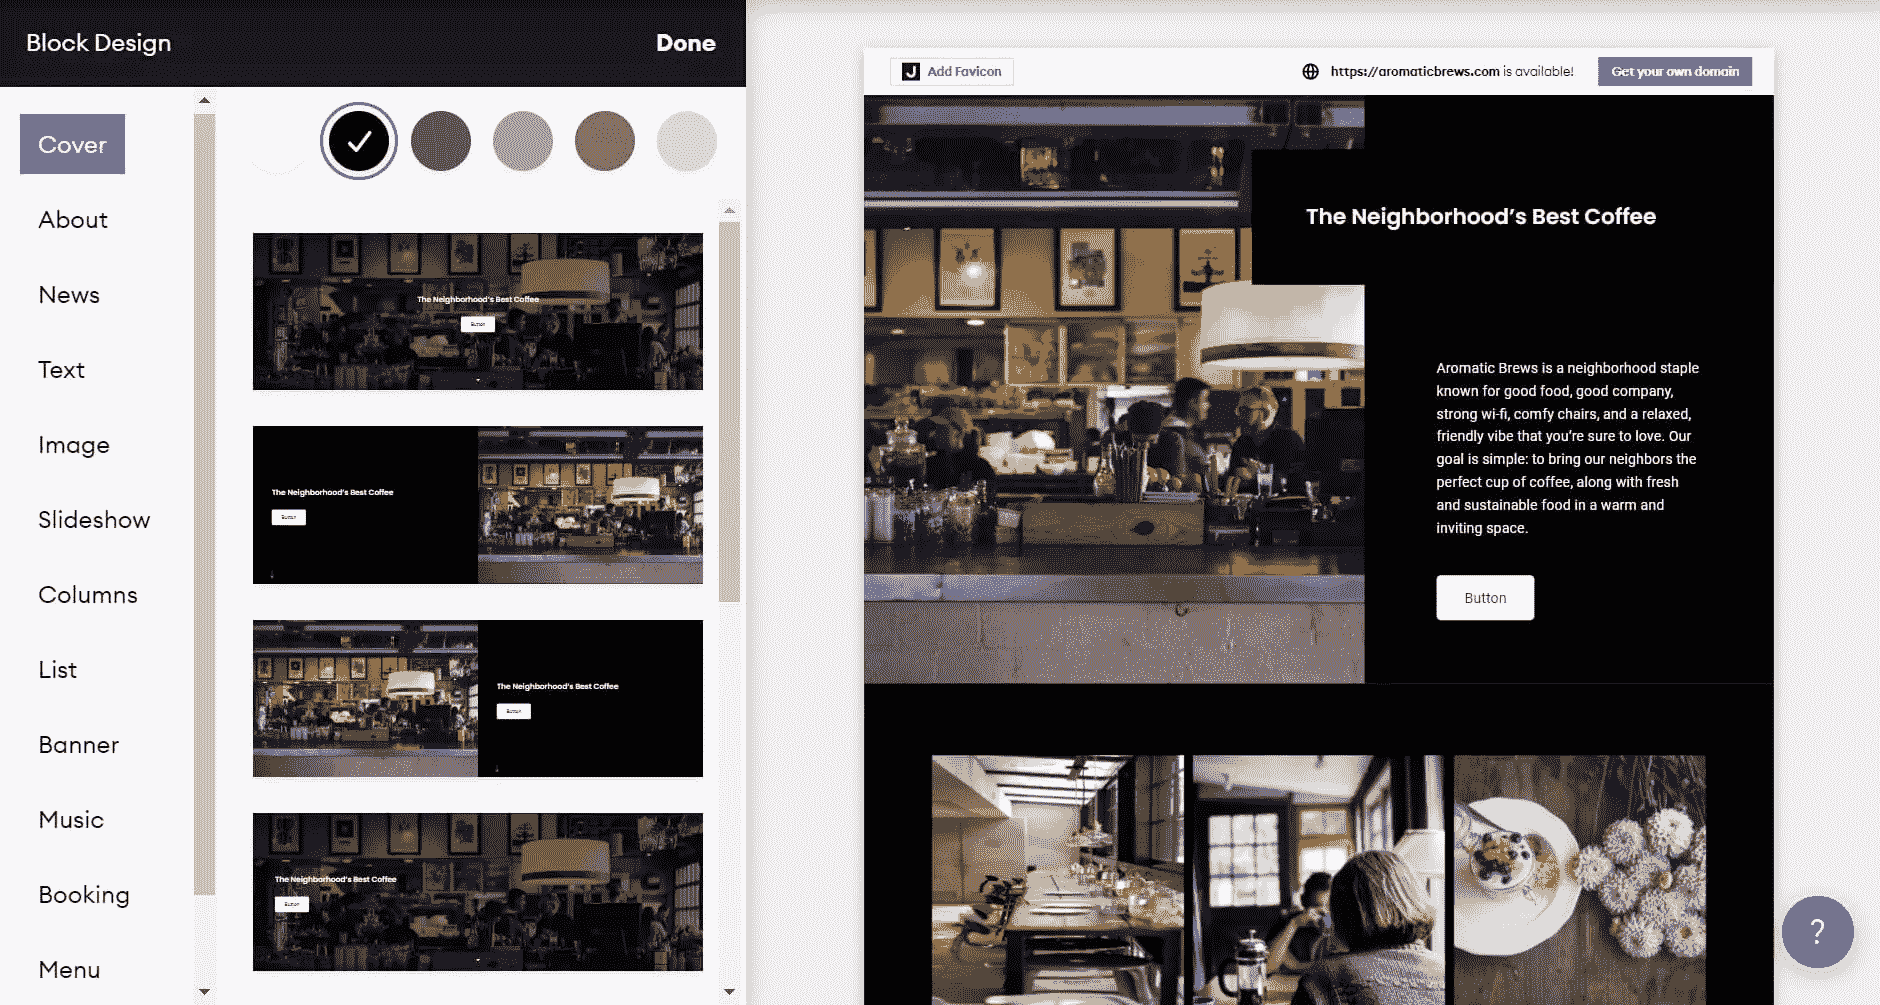 Block Design
Done
Cover
About
News
Text
Image
Slideshow
Columns
List
Banner
Music
Booking
Menu
The Neighborhood's Best Coffee
Button
The Neighborhood's Best Coffee
Button
The Neighborhood's Best Coffee
Button
The Neighborhood's Best Coffee
Button
J Add Favicon
https://aromaticbrews.com is available!
Get your own domain
The Neighborhood's Best Coffee
Aromatic Brews is a neighborhood staple
known for good food, good company,
strong wi-fi, comfy chairs, and a relaxed,
friendly vibe that you're sure to love. Our
goal is simple: to bring our neighbors the
perfect cup of coffee, along with fresh
and sustainable food in a warm and
inviting space.
Button
?